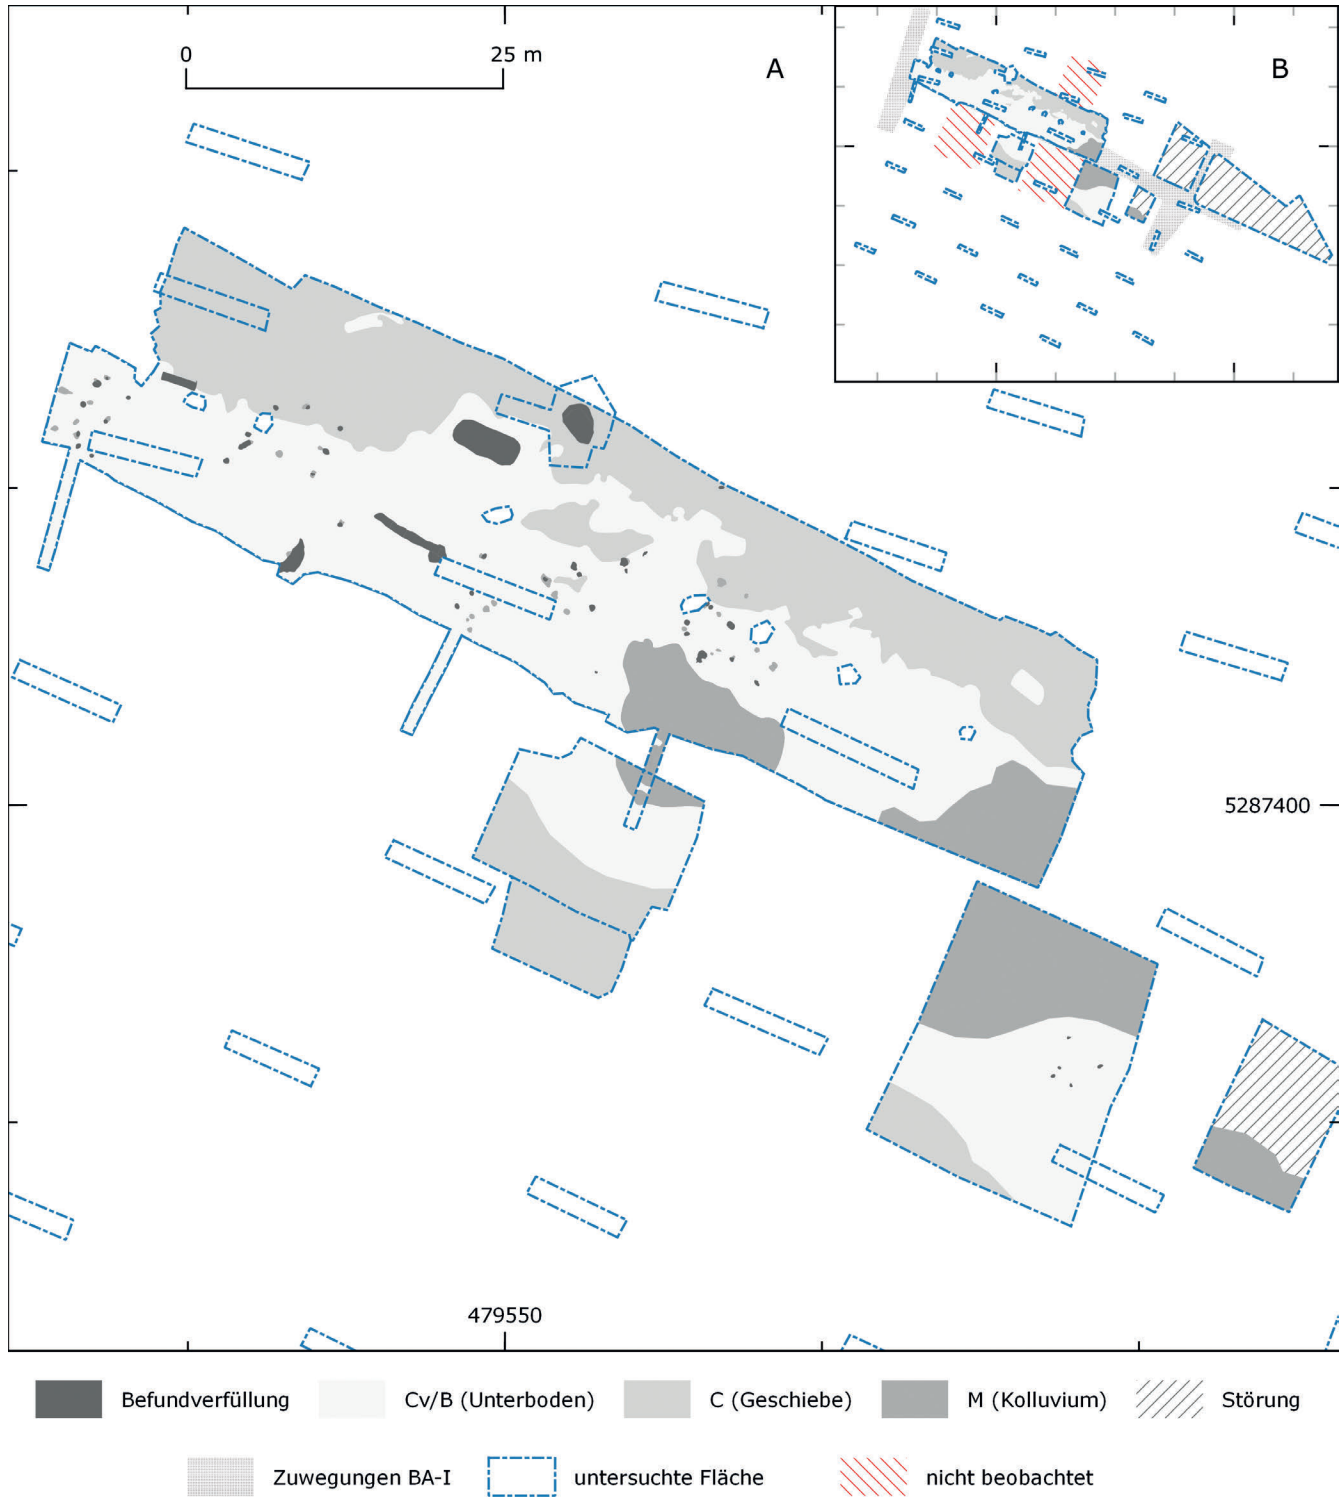 0 25 m
A
B
5287400
479550
Befundverfüllung
Cv/B (Unterboden)
C (Geschiebe)
M (Kolluvium)
Störung
Zuwegungen BA-I
untersuchte Fläche
nicht beobachtet